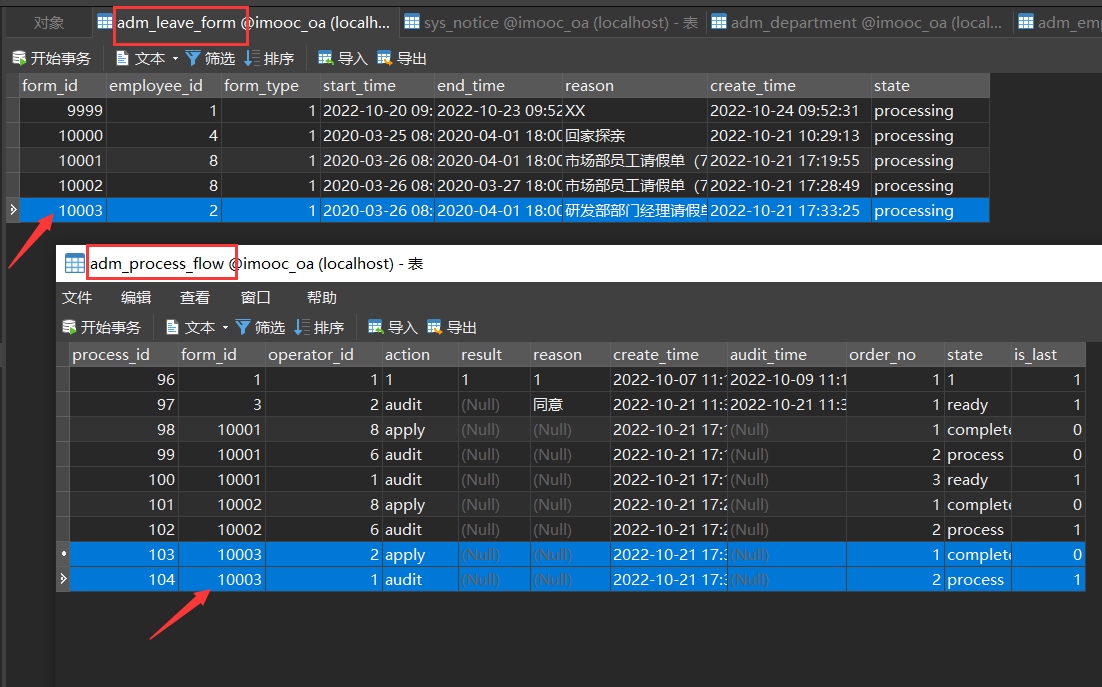 对象 adm_leave_form @imooc_oa (localh... sys_notice @imooc_oa (localhost) - 表 adm_department @imooc_oa (local... adm_emp
开始事务 文本 筛选 排序 导入 导出
form_id employee_id form_type start_time end_time reason create_time state
9999 1 1 2022-10-20 09: 2022-10-23 09:52 XX 2022-10-24 09:52:31 processing
10000 4 1 2020-03-25 08: 2020-04-01 18:00 回家探亲 2022-10-21 10:29:13 processing
10001 8 1 2020-03-26 08: 2020-04-01 18:00 市场部员工请假单（7 2022-10-21 17:19:55 processing
10002 8 1 2020-03-26 08: 2020-03-27 18:00 市场部员工请假单（7 2022-10-21 17:28:49 processing
10003 2 1 2020-03-26 08: 2020-04-01 18:00 研发部部门经理请假单 2022-10-21 17:33:25 processing
adm_process_flow @imooc_oa (localhost) - 表
文件 编辑 查看 窗口 帮助
开始事务 文本 筛选 排序 导入 导出
process_id form_id operator_id action result reason create_time audit_time order_no state is_last
96 1 1 1 1 1 2022-10-07 11:1 2022-10-09 11:1 1 1 1
97 3 2 audit (Null) 同意 2022-10-21 11:3 2022-10-21 11:3 1 ready 1
98 10001 8 apply (Null) (Null) 2022-10-21 17:1 (Null) 1 complete 0
99 10001 6 audit (Null) (Null) 2022-10-21 17:1 (Null) 2 process 0
100 10001 1 audit (Null) (Null) 2022-10-21 17:1 (Null) 3 ready 1
101 10002 8 apply (Null) (Null) 2022-10-21 17:2 (Null) 1 complete 0
102 10002 6 audit (Null) (Null) 2022-10-21 17:2 (Null) 2 process 1
103 10003 2 apply (Null) (Null) 2022-10-21 17:3 (Null) 1 complete 0
104 10003 1 audit (Null) (Null) 2022-10-21 17:3 (Null) 2 process 1